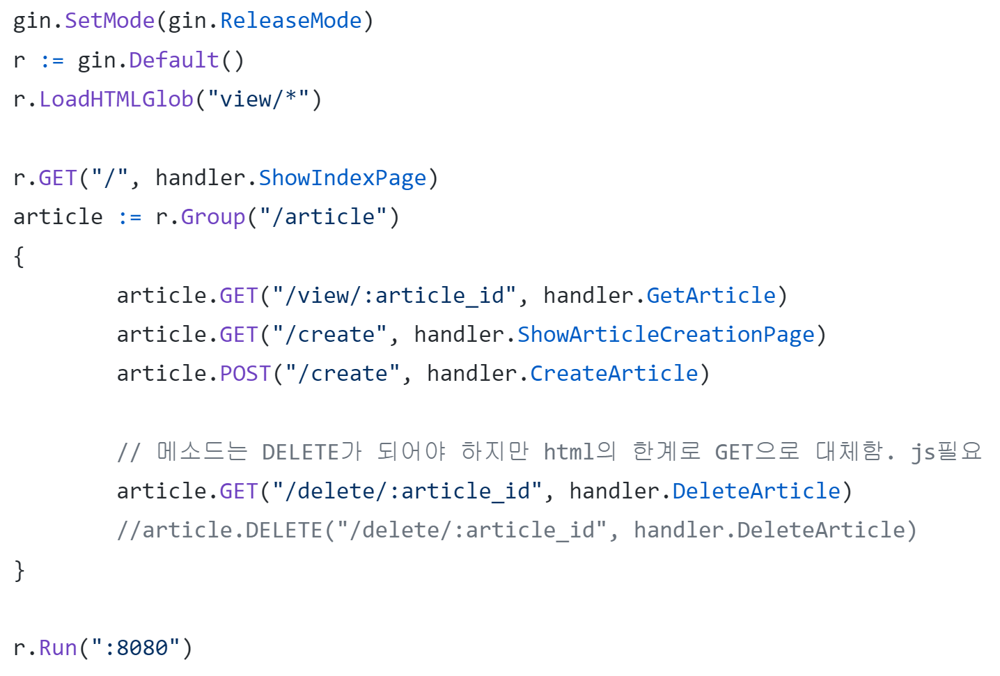 gin.SetMode(gin.ReleaseMode)
r := gin.Default()
r.LoadHTMLGlob("view/*")
r.GET("/", handler.ShowIndexPage)
article := r.Group("/article")
{
article.GET("/view/:article_id", handler.GetArticle)
article.GET("/create", handler.ShowArticleCreationPage)
article.POST("/create", handler.CreateArticle)
// 메소드는 DELETE가 되어야 하지만 html의 한계로 GET으로 대체함. js필요
article.GET("/delete/:article_id", handler.DeleteArticle)
//article.DELETE("/delete/:article_id", handler.DeleteArticle)
}
r.Run(":8080")